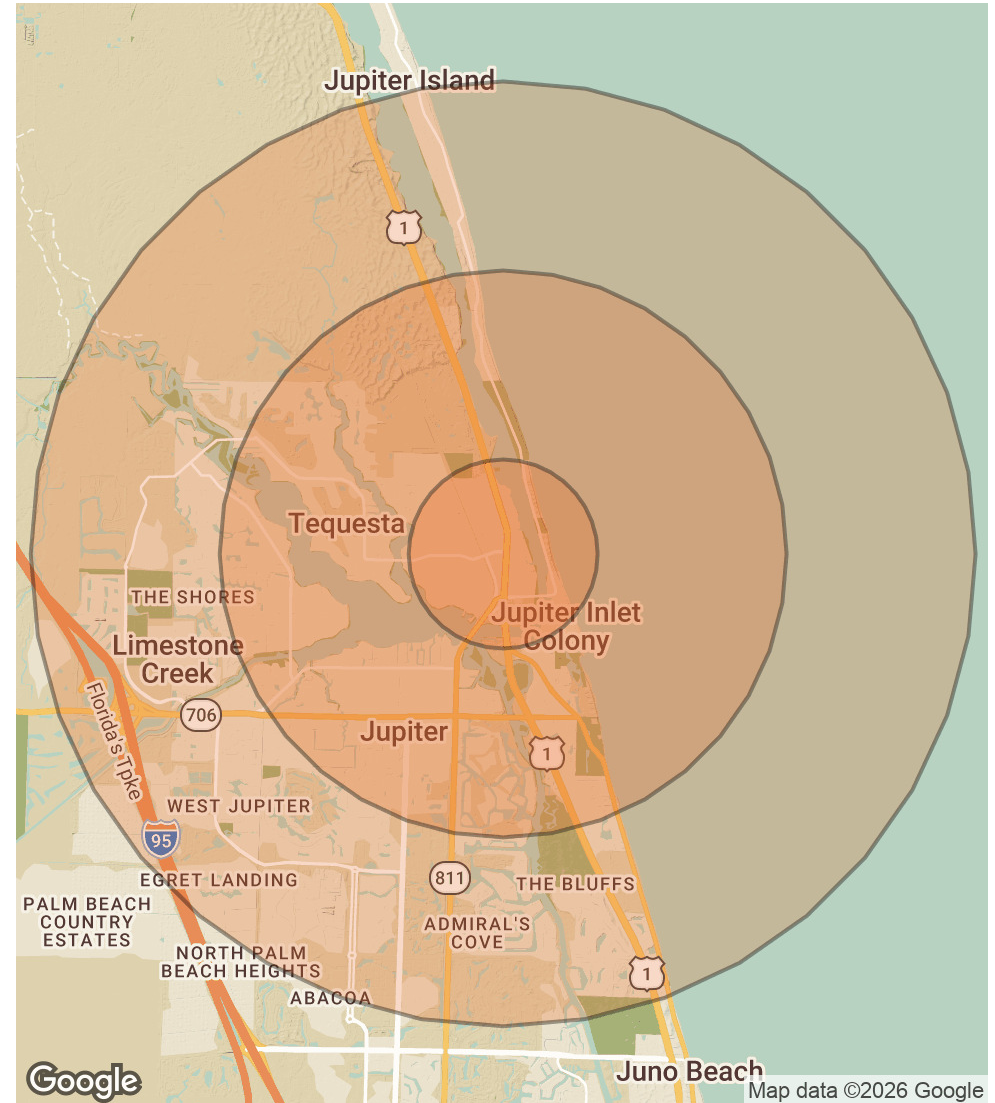 Jupiter Island
1
Tequesta
THE SHORES
Jupiter Inlet
Colony
Limestone
Creek
Florida's Tpke
706
Jupiter
1
WEST JUPITER
95
811
EGRET LANDING
THE BLUFFS
PALM BEACH
COUNTRY
ESTATES
ADMIRAL'S
COVE
NORTH PALM
BEACH HEIGHTS
1
ABACOA
Juno Beach
Google
Map data ©2026 Google